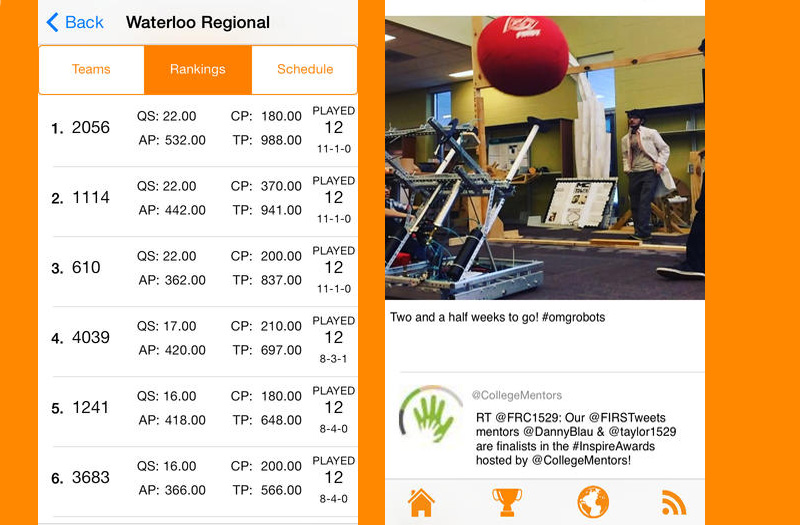 Back
Waterloo Regional
Teams
Rankings
Schedule
1. 2056 QS: 22.00 CP: 180.00 PLAYED
AP: 532.00 TP: 988.00 12
11-1-0
2. 1114 QS: 22.00 CP: 370.00 PLAYED
AP: 442.00 TP: 941.00 12
11-1-0
3. 610 QS: 22.00 CP: 200.00 PLAYED
AP: 362.00 TP: 837.00 12
11-1-0
4. 4039 QS: 17.00 CP: 210.00 PLAYED
AP: 420.00 TP: 697.00 12
8-3-1
5. 1241 QS: 16.00 CP: 180.00 PLAYED
AP: 418.00 TP: 648.00 12
8-4-0
6. 3683 QS: 16.00 CP: 200.00 PLAYED
AP: 366.00 TP: 566.00 12
8-4-0
Two and a half weeks to go! #omgrobots
@CollegeMentors
RT @FRC1529: Our @FIRSTweets
mentors @DannyBlau & @taylor1529
are finalists in the #InspireAwards
hosted by @CollegeMentors!